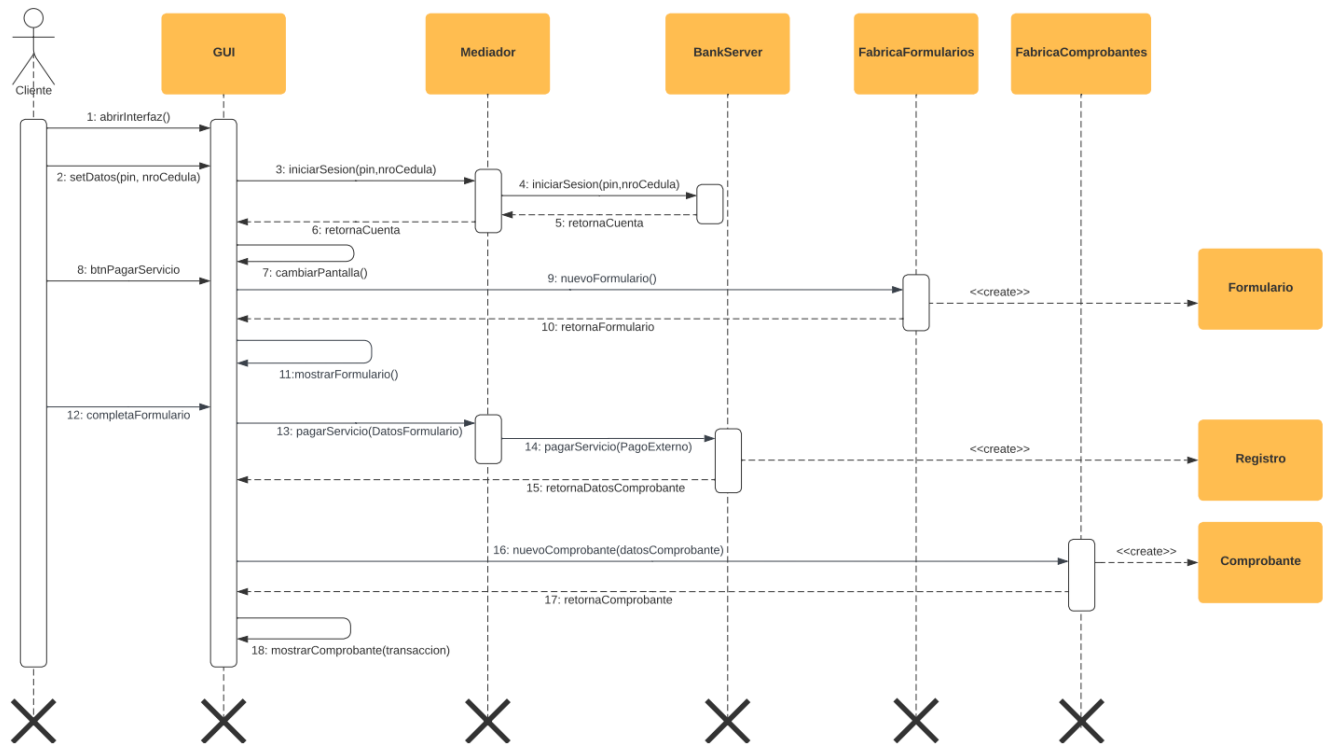 GUI
Mediador
BankServer
FabricaFormularios
FabricaComprobantes
Cliente
1: abrirInterfaz()
2: setDatos(pin, nroCedula)
3: iniciarSesion(pin,nroCedula)
4: iniciarSesion(pin,nroCedula)
5: retornaCuenta
6: retornaCuenta
7: cambiarPantalla()
8: btnPagarServicio
9: nuevoFormulario()
<<create>>
Formulario
10: retornaFormulario
11:mostrarFormulario()
12: completaFormulario
13: pagarServicio(DatosFormulario)
14: pagarServicio(PagoExterno)
<<create>>
Registro
15: retornaDatosComprobante
16: nuevoComprobante(datosComprobante)
<<create>>
Comprobante
17: retornaComprobante
18: mostrarComprobante(transaccion)